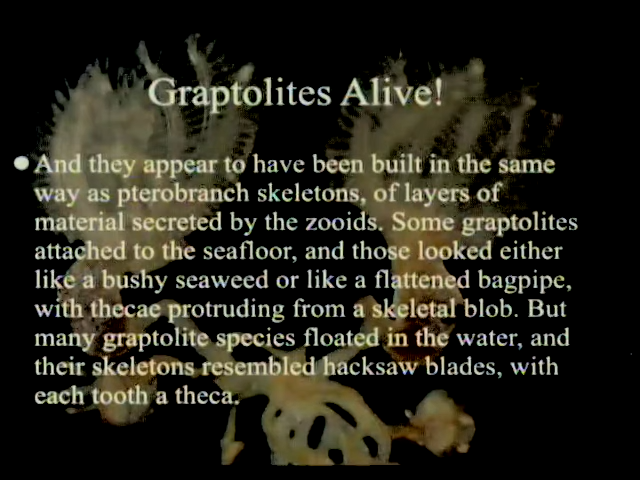 Graptolites Alive!
And they appear to have been built in the same
way as pterobranch skeletons, of layers of
material secreted by the zooids. Some graptolites
attached to the seafloor, and those looked either
like a bushy seaweed or like a flattened bagpipe,
with thecae protruding from a skeletal blob. But
many graptolite species floated in the water, and
their skeletons resembled hacksaw blades, with
each tooth a theca.